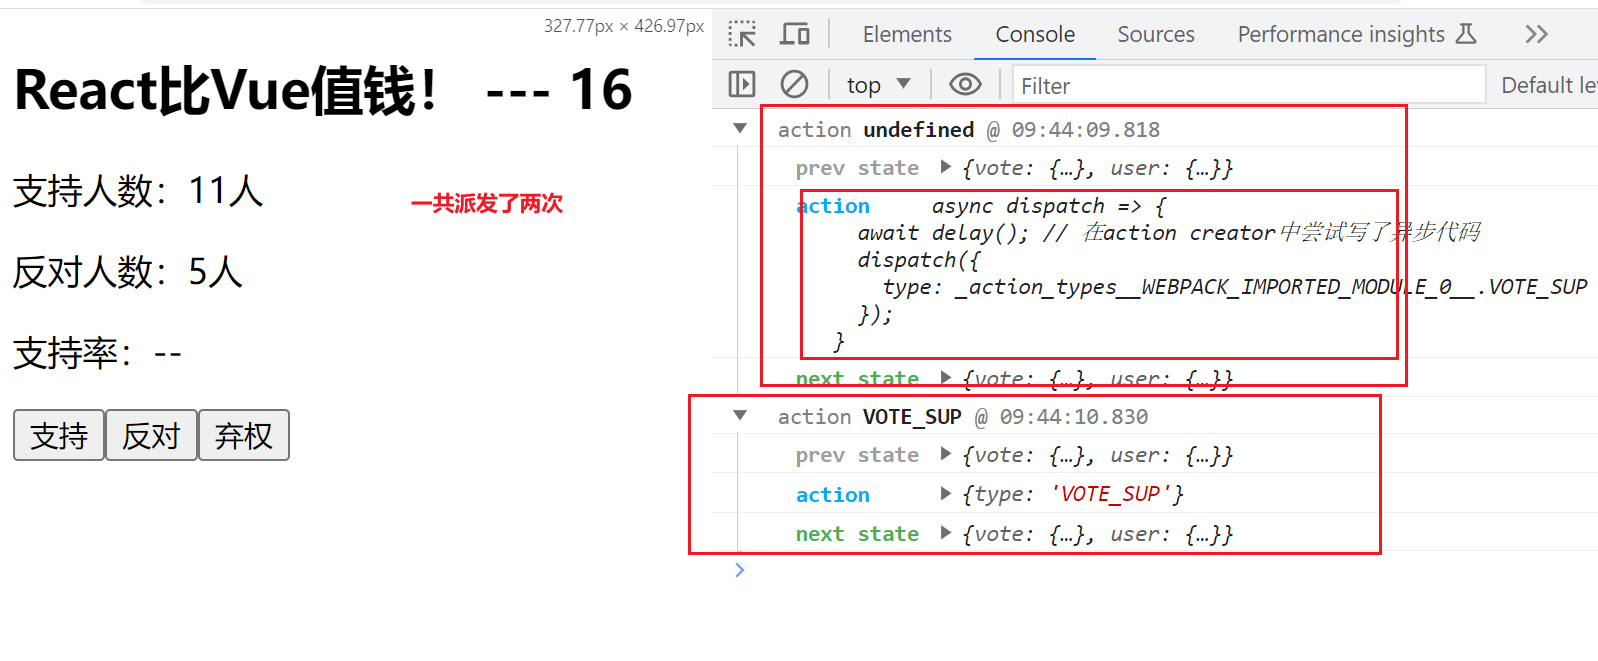 327.77px × 426.97px
React比Vue值钱！ --- 16
支持人数：11人
一共派发了两次
反对人数：5人
支持率：--
支持 反对 弃权
Elements Console Sources Performance insights
top Filter Default le
action undefined @ 09:44:09.818
prev state {vote: {…}, user: {…}}
action async dispatch => {
await delay(); // 在action creator中尝试写了异步代码
dispatch({
type: _action_types__WEBPACK_IMPORTED_MODULE_0__.VOTE_SUP
});
}
next state {vote: {…}, user: {…}}
action VOTE_SUP @ 09:44:10.830
prev state {vote: {…}, user: {…}}
action {type: 'VOTE_SUP'}
next state {vote: {…}, user: {…}}